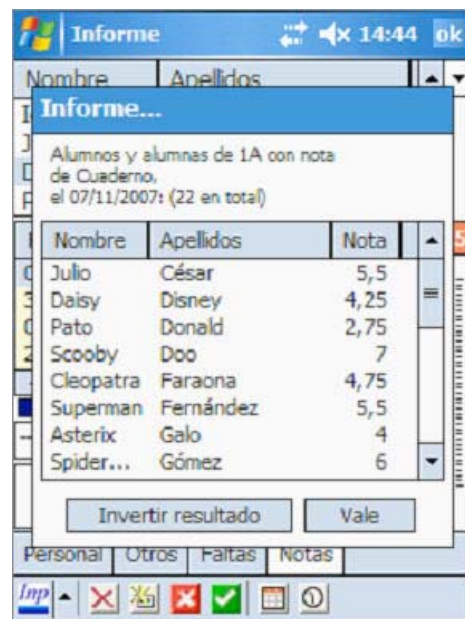 Informe 14:44 ok
Nombre Apellidos
Informe...
Alumnos y alumnas de 1A con nota
de Cuaderno,
el 07/11/2007: (22 en total)
Nombre Apellidos Nota
Julio César 5,5
Daisy Disney 4,25
Pato Donald 2,75
Scooby Doo 7
Cleopatra Faraona 4,75
Superman Fernández 5,5
Asterix Galo 4
Spider... Gómez 6
Invertir resultado Vale
Personal Otros Faltas Notas
Inp